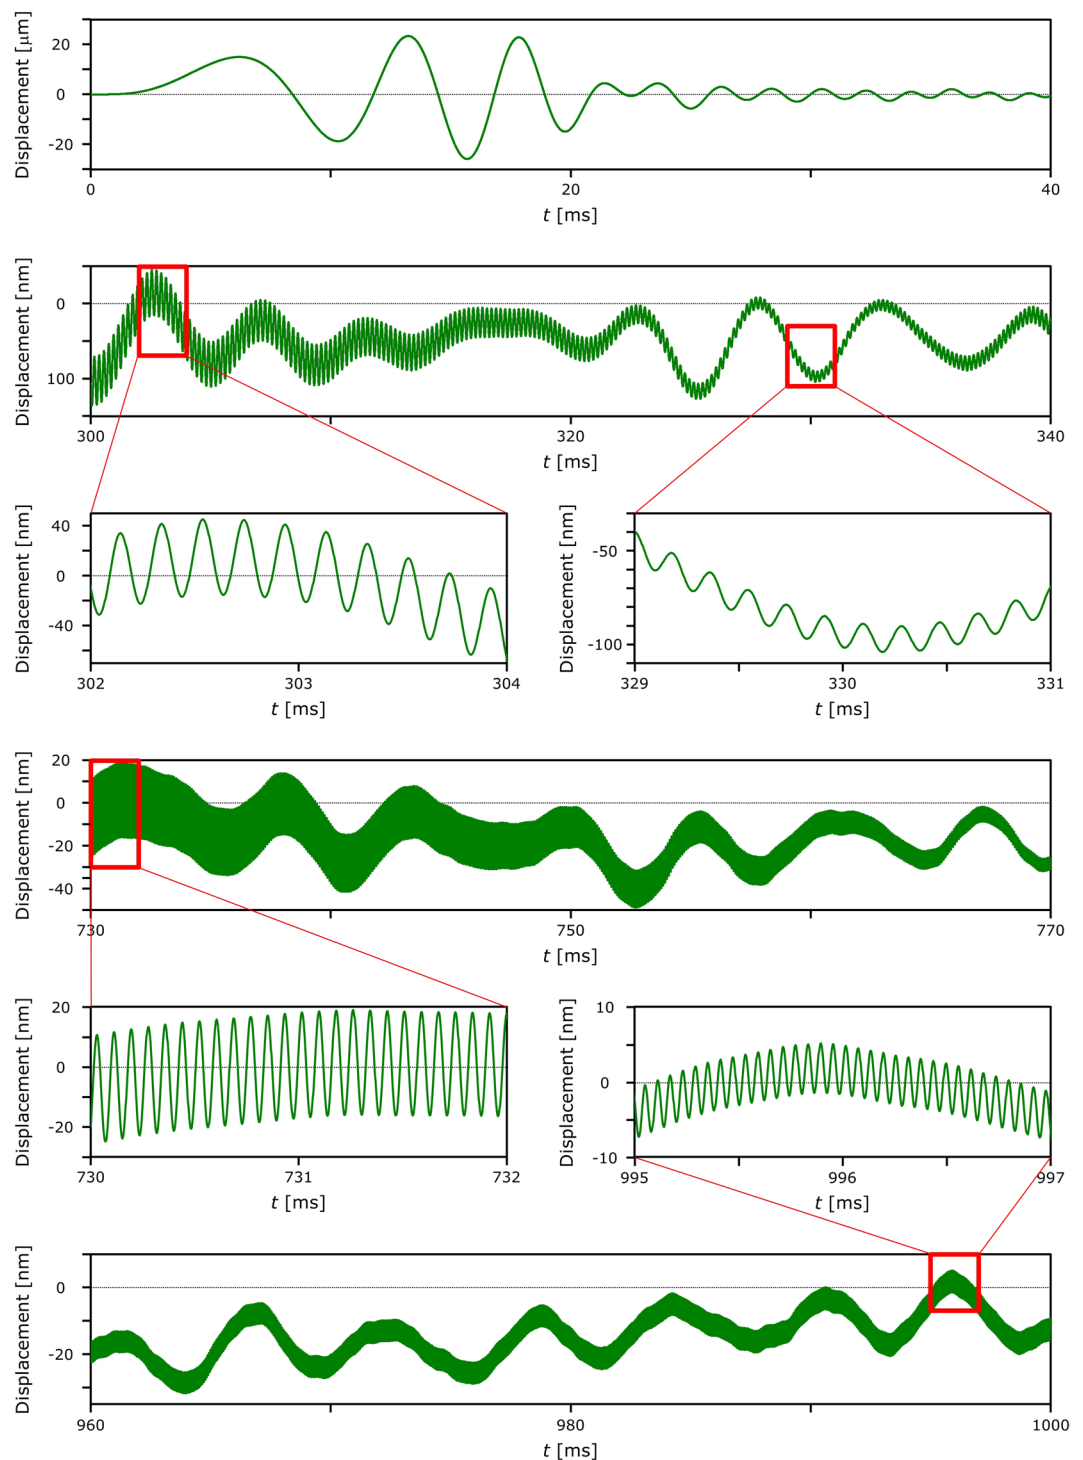 Displacement [μm]
20
0
-20
0
20
40
t [ms]
Displacement [nm]
0
100
300
320
340
t [ms]
Displacement [nm]
40
0
-40
302
303
304
t [ms]
Displacement [nm]
-50
-100
329
330
331
t [ms]
Displacement [nm]
20
0
-20
-40
730
750
770
t [ms]
Displacement [nm]
20
0
-20
730
731
732
t [ms]
Displacement [nm]
10
0
-10
995
996
997
t [ms]
Displacement [nm]
0
-20
960
980
1000
t [ms]